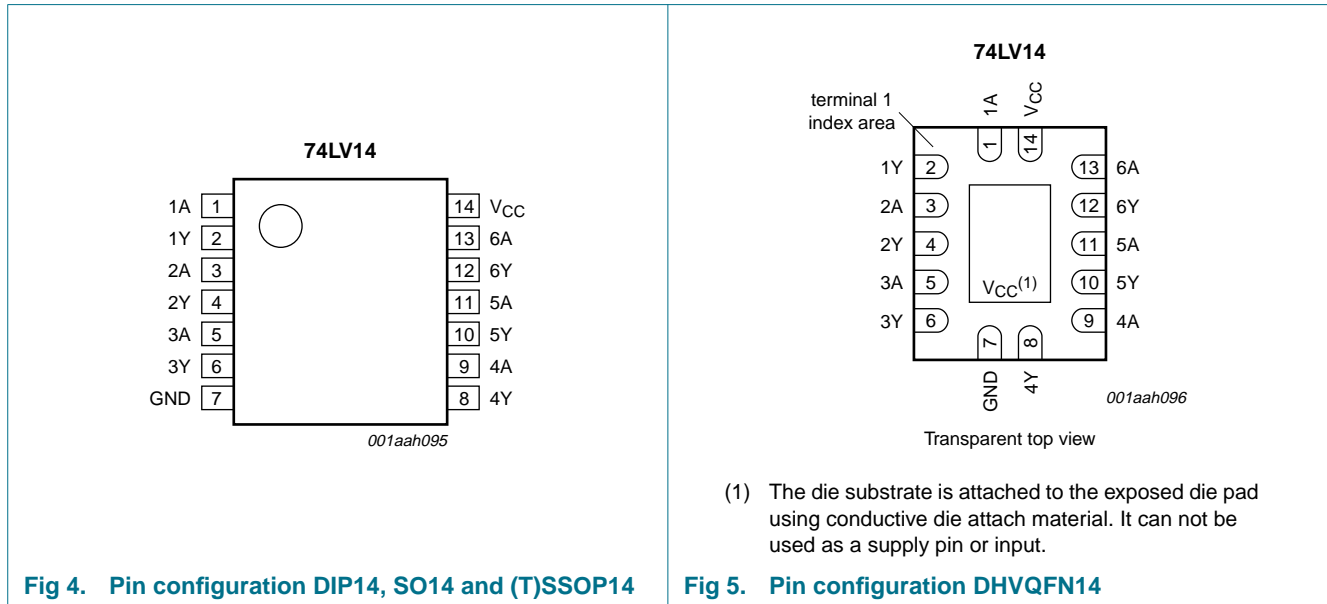 74LV14
1A 1 14 VCC
1Y 2 13 6A
2A 3 12 6Y
2Y 4 11 5A
3A 5 10 5Y
3Y 6 9 4A
GND 7 8 4Y
001aah095
Fig 4. Pin configuration DIP14, SO14 and (T)SSOP14
74LV14
terminal 1
index area
1A VCC
1 14
1Y 2 13 6A
2A 3 12 6Y
2Y 4 11 5A
3A 5 VCC(1) 10 5Y
3Y 6 9 4A
7 8
GND 4Y
001aah096
Transparent top view
(1) The die substrate is attached to the exposed die pad
using conductive die attach material. It can not be
used as a supply pin or input.
Fig 5. Pin configuration DHVQFN14